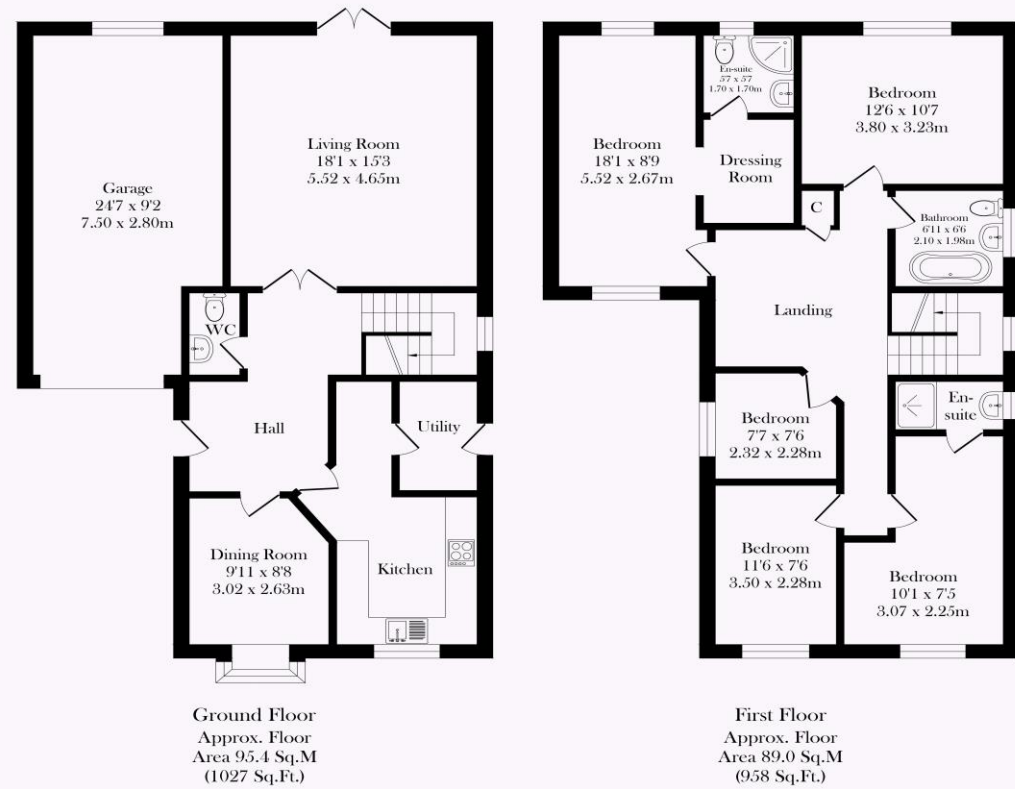 Garage
24'7 x 9'2
7.50 x 2.80m
Living Room
18'1 x 15'3
5.52 x 4.65m
WC
Hall
Utility
Dining Room
9'11 x 8'8
3.02 x 2.63m
Kitchen
Ground Floor
Approx. Floor
Area 95.4 Sq.M
(1027 Sq.Ft.)
Bedroom
18'1 x 8'9
5.52 x 2.67m
En-suite
5'7 x 5'7
1.70 x 1.70m
Dressing
Room
Bedroom
12'6 x 10'7
3.80 x 3.23m
C
Bathroom
6'11 x 6'6
2.10 x 1.98m
Landing
Bedroom
7'7 x 7'6
2.32 x 2.28m
En-
suite
Bedroom
11'6 x 7'6
3.50 x 2.28m
Bedroom
10'1 x 7'5
3.07 x 2.25m
First Floor
Approx. Floor
Area 89.0 Sq.M
(958 Sq.Ft.)